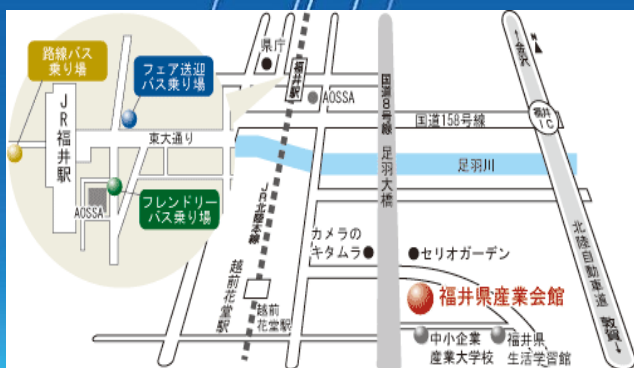 路線バス
乗り場
フェア送迎
バス乗り場
JR福井駅
東大通り
AOSSA
フレンドリー
バス乗り場
県庁
福井駅
AOSSA
国道8号線
足羽大橋
国道158号線
足羽川
JR北陸本線
越前花堂駅
越前
花堂駅
カメラの
キタムラ
セリオガーデン
福井県産業会館
中小企業
産業大学校
福井県
生活学習館
↑金沢
N
福井
IC
北陸自動車道
敦賀↓